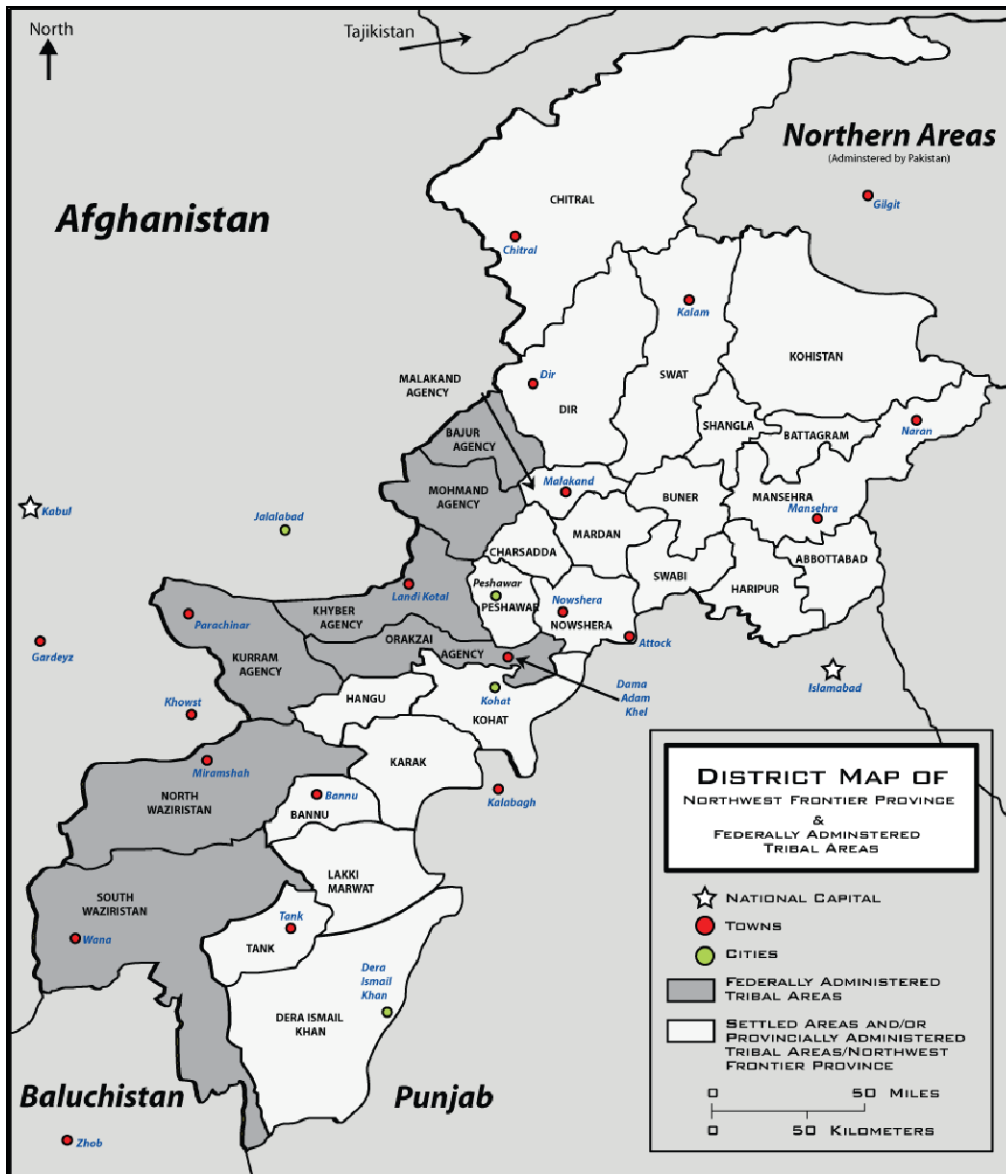 North
Tajikistan
Northern Areas
(Adminstered by Pakistan)
Gilgit
Afghanistan
CHITRAL
Chitral
Kalam
KOHISTAN
MALAKAND
AGENCY
Dir
DIR
SWAT
SHANGLA
BATTAGRAM
Naran
BAJUR
AGENCY
MOHMAND
AGENCY
Malakand
BUNER
MANSEHRA
Mansehra
Kabul
Jalalabad
MARDAN
CHARSADDA
ABBOTTABAD
SWABI
HARIPUR
Peshawar
PESHAWAR
Landi Kotal
Nowshera
NOWSHERA
KHYBER
AGENCY
Parachinar
ORAKZAI
AGENCY
Attock
Gardeyz
KURRAM
AGENCY
Islamabad
Dama
Adam
Khel
Khowst
HANGU
Kohat
KOHAT
KARAK
Miramshah
NORTH
WAZIRISTAN
Bannu
BANNU
Kalabagh
LAKKI
MARWAT
SOUTH
WAZIRISTAN
Wana
Tank
TANK
Dera
Ismail
Khan
DERA ISMAIL
KHAN
Baluchistan
Punjab
Zhob
DISTRICT MAP OF
NORTHWEST FRONTIER PROVINCE
&
FEDERALLY ADMINSTERED
TRIBAL AREAS
NATIONAL CAPITAL
TOWNS
CITIES
FEDERALLY ADMINISTERED
TRIBAL AREAS
SETTLED AREAS AND/OR
PROVINCIALLY ADMINISTERED
TRIBAL AREAS/NORTHWEST
FRONTIER PROVINCE
0 50 MILES
0 50 KILOMETERS